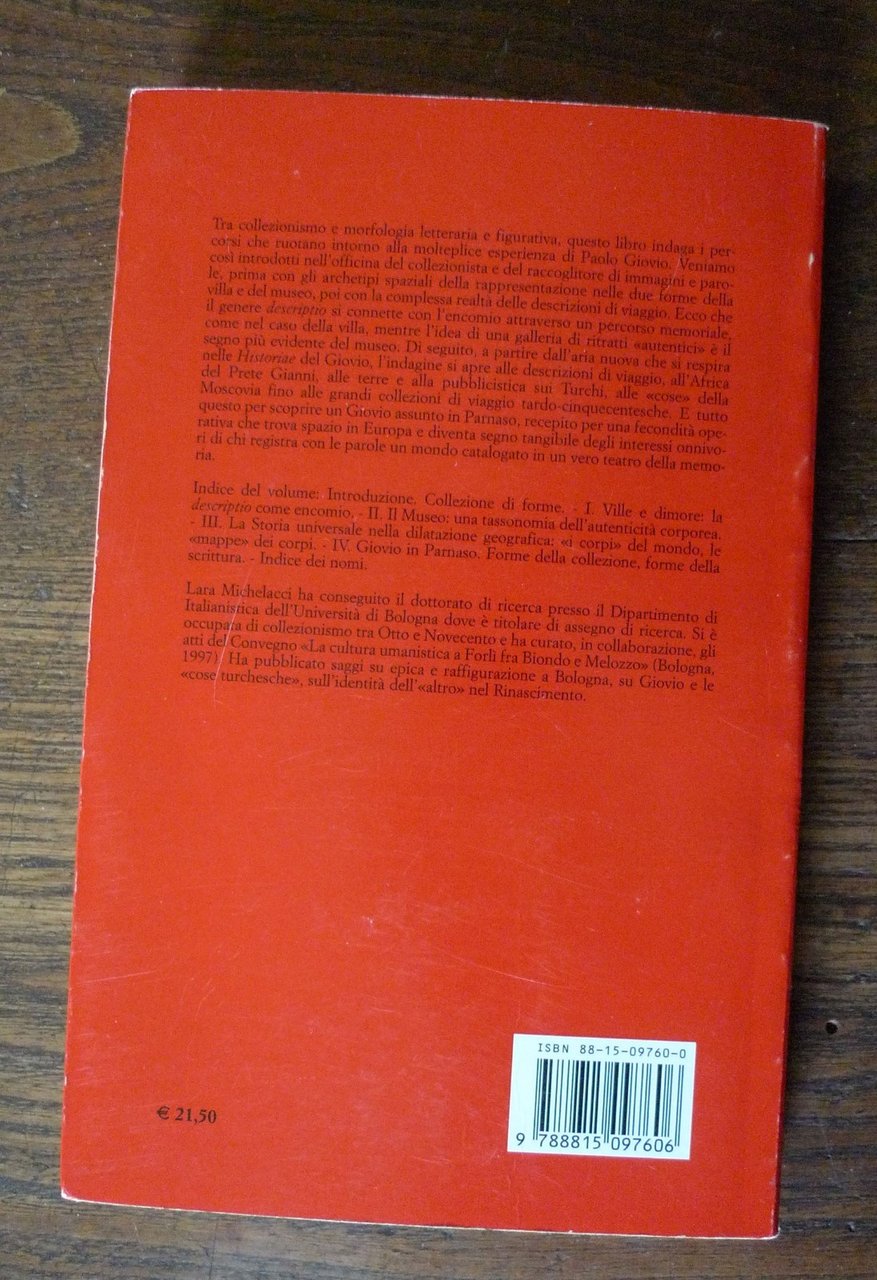 Tra collezionismo e morfologia letteraria e figurativa, questo libro indaga i per-
corsi che ruotano intorno alla molteplice esperienza di Paolo Giovio. Veniamo
così introdotti nell'officina del collezionista e del raccoglitore di immagini e paro-
le, prima con gli archetipi spaziali della rappresentazione nelle due forme della
villa e del museo, poi con la complessa realtà delle descrizioni di viaggio. Ecco che
il genere descriptio si connette con l'encomio attraverso un percorso memoriale,
come nel caso della villa, mentre l'idea di una galleria di ritratti «autentici» è il
segno più evidente del museo. Di seguito, a partire dall'aria nuova che si respira
nelle Historiae del Giovio, l'indagine si apre alle descrizioni di viaggio, all'Africa
del Prete Gianni, alle terre e alla pubblicistica sui Turchi, alle «cose» della
Moscovia fino alle grandi collezioni di viaggio tardo-cinquecentesche. E tutto
questo per scoprire un Giovio assunto in Parnaso, recepito per una fecondità ope-
rativa che trova spazio in Europa e diventa segno tangibile degli interessi onnivo-
ri di chi registra con le parole un mondo catalogato in un vero teatro della memo-
ria.
Indice del volume: Introduzione. Collezione di forme. - I. Ville e dimore: la
descriptio come encomio. - II. Il Museo: una tassonomia dell'autenticità corporea.
- III. La Storia universale nella dilatazione geografica: «i corpi» del mondo, le
«mappe» dei corpi. - IV. Giovio in Parnaso. Forme della collezione, forme della
scrittura. - Indice dei nomi.
Lara Michelacci ha conseguito il dottorato di ricerca presso il Dipartimento di
Italianistica dell'Università di Bologna dove è titolare di assegno di ricerca. Si è
occupata di collezionismo tra Otto e Novecento e ha curato, in collaborazione, gli
atti del Convegno «La cultura umanistica a Forlì fra Biondo e Melozzo» (Bologna,
1997). Ha pubblicato saggi su epica e raffigurazione a Bologna, su Giovio e le
«cose turchesche», sull'identità dell'«altro» nel Rinascimento.
ISBN 88-15-09760-0
9 788815 097606
€ 21,50